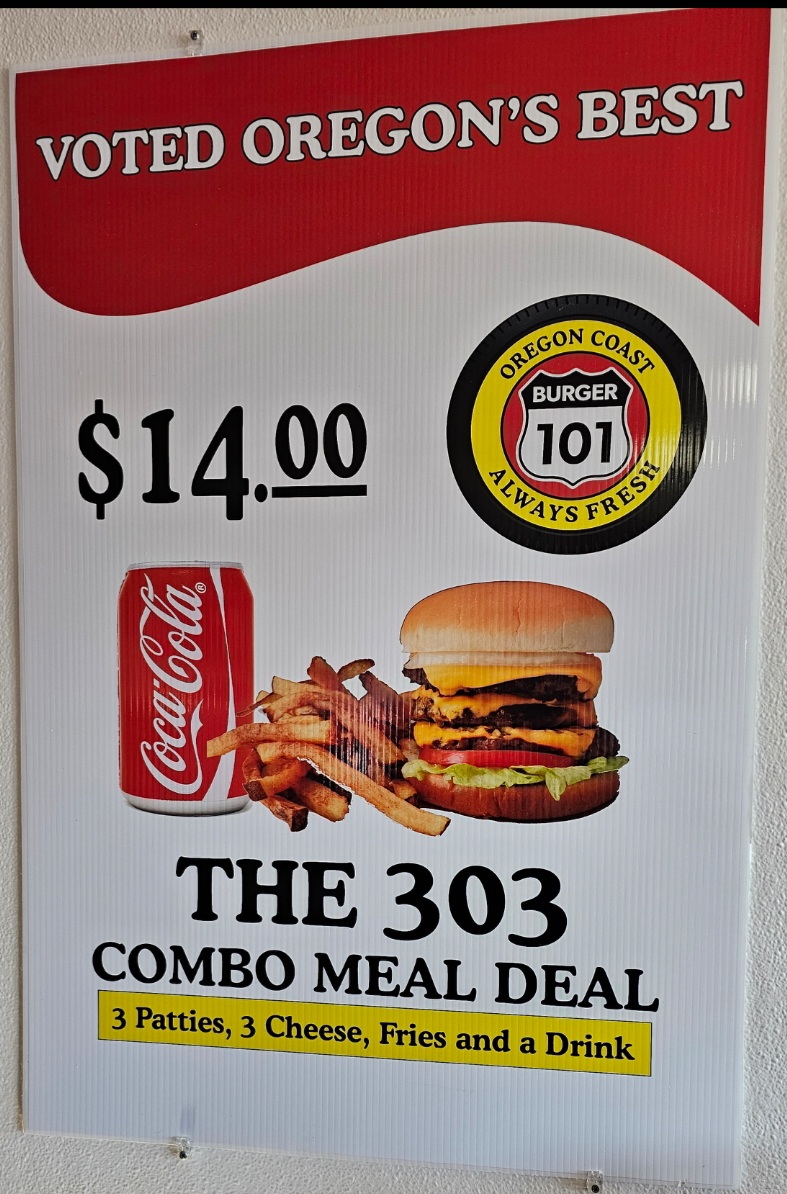 VOTED OREGON'S BEST
$14.00
OREGON COAST
BURGER
101
ALWAYS FRESH
Coca-Cola®
THE 303
COMBO MEAL DEAL
3 Patties, 3 Cheese, Fries and a Drink